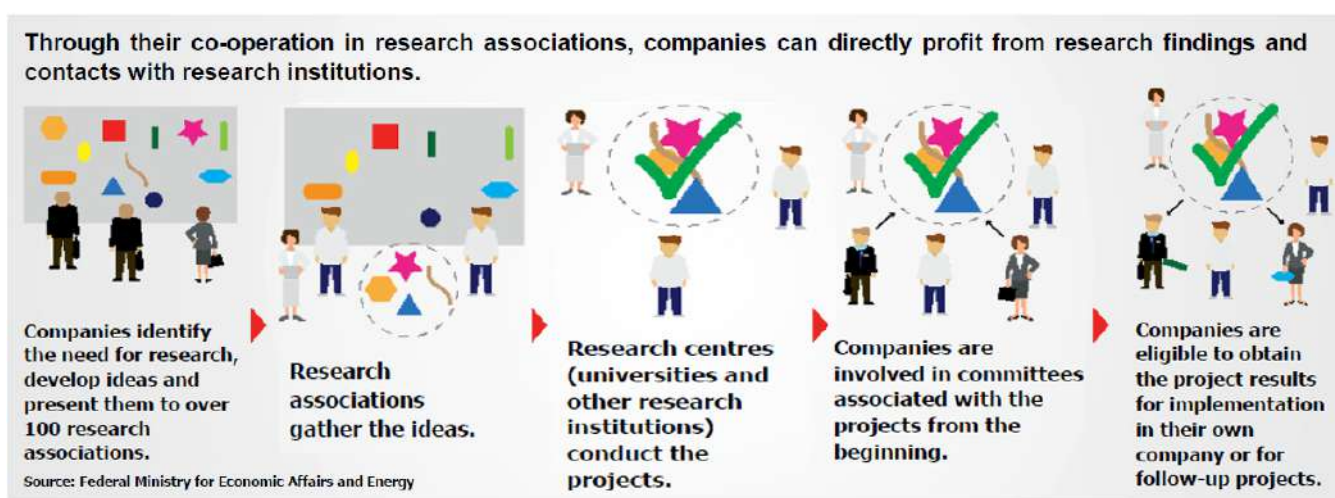 Through their co-operation in research associations, companies can directly profit from research findings and
contacts with research institutions.
Companies identify
the need for research,
develop ideas and
present them to over
100 research
associations.
Research
associations
gather the ideas.
Research centres
(universities and
other research
institutions)
conduct the
projects.
Companies are
involved in committees
associated with the
projects from the
beginning.
Companies are
eligible to obtain
the project results
for implementation
in their own
company or for
follow-up projects.
Source: Federal Ministry for Economic Affairs and Energy